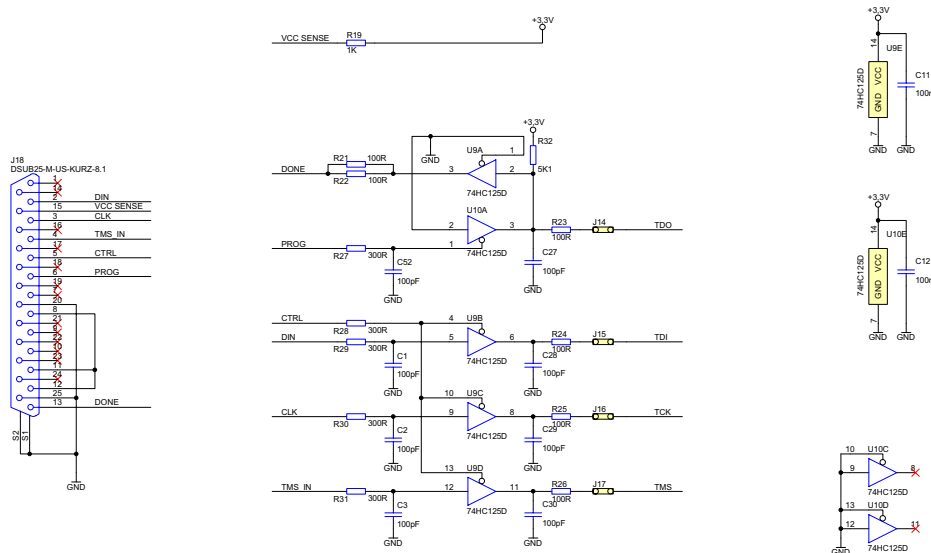 J18
DSUB25-M-US-KURZ-8.1
1
14
2 DIN
15 VCC SENSE
3 CLK
16
4 TMS_IN
17
5 CTRL
18
6 PROG
19
7
20
8
21
9
22
10
23
11
24
12
25
13 DONE
S2
S1
GND
VCC SENSE R19 +3,3V
1K
+3,3V
R32
5K1
GND
U9A
1
DONE R21 100R 3 2
R22 100R
74HC125D
U10A
2 3 R23 J14 TDO
100R
PROG 1
R27 300R
74HC125D
C52
100pF
GND
C27
100pF
GND
CTRL 4 U9B
R28 300R
DIN 5 6 R24 J15 TDI
R29 300R 100R
C1 74HC125D C28
100pF 100pF
GND GND
10 U9C
CLK 9 8 R25 J16 TCK
R30 300R 100R
C2 74HC125D C29
100pF 100pF
GND GND
13 U9D
TMS_IN 12 11 R26 J17 TMS
R31 300R 100R
C3 74HC125D C30
100pF 100pF
GND GND
+3,3V
14 U9E
74HC125D
GND VCC
C11
7
GND GND
+3,3V
14 U10E
74HC125D
GND VCC
C12
7
GND GND
10 U10C
9 8
74HC125D
13 U10D
12 11
74HC125D
GND